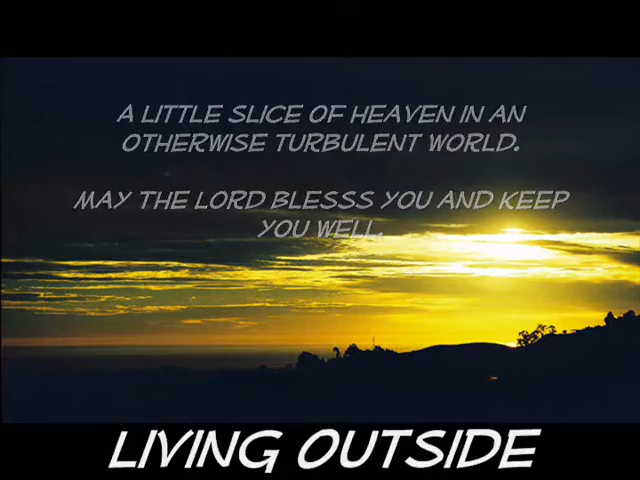 A LITTLE SLICE OF HEAVEN IN AN
OTHERWISE TURBULENT WORLD.
MAY THE LORD BLESSS YOU AND KEEP
YOU WELL.
LIVING OUTSIDE